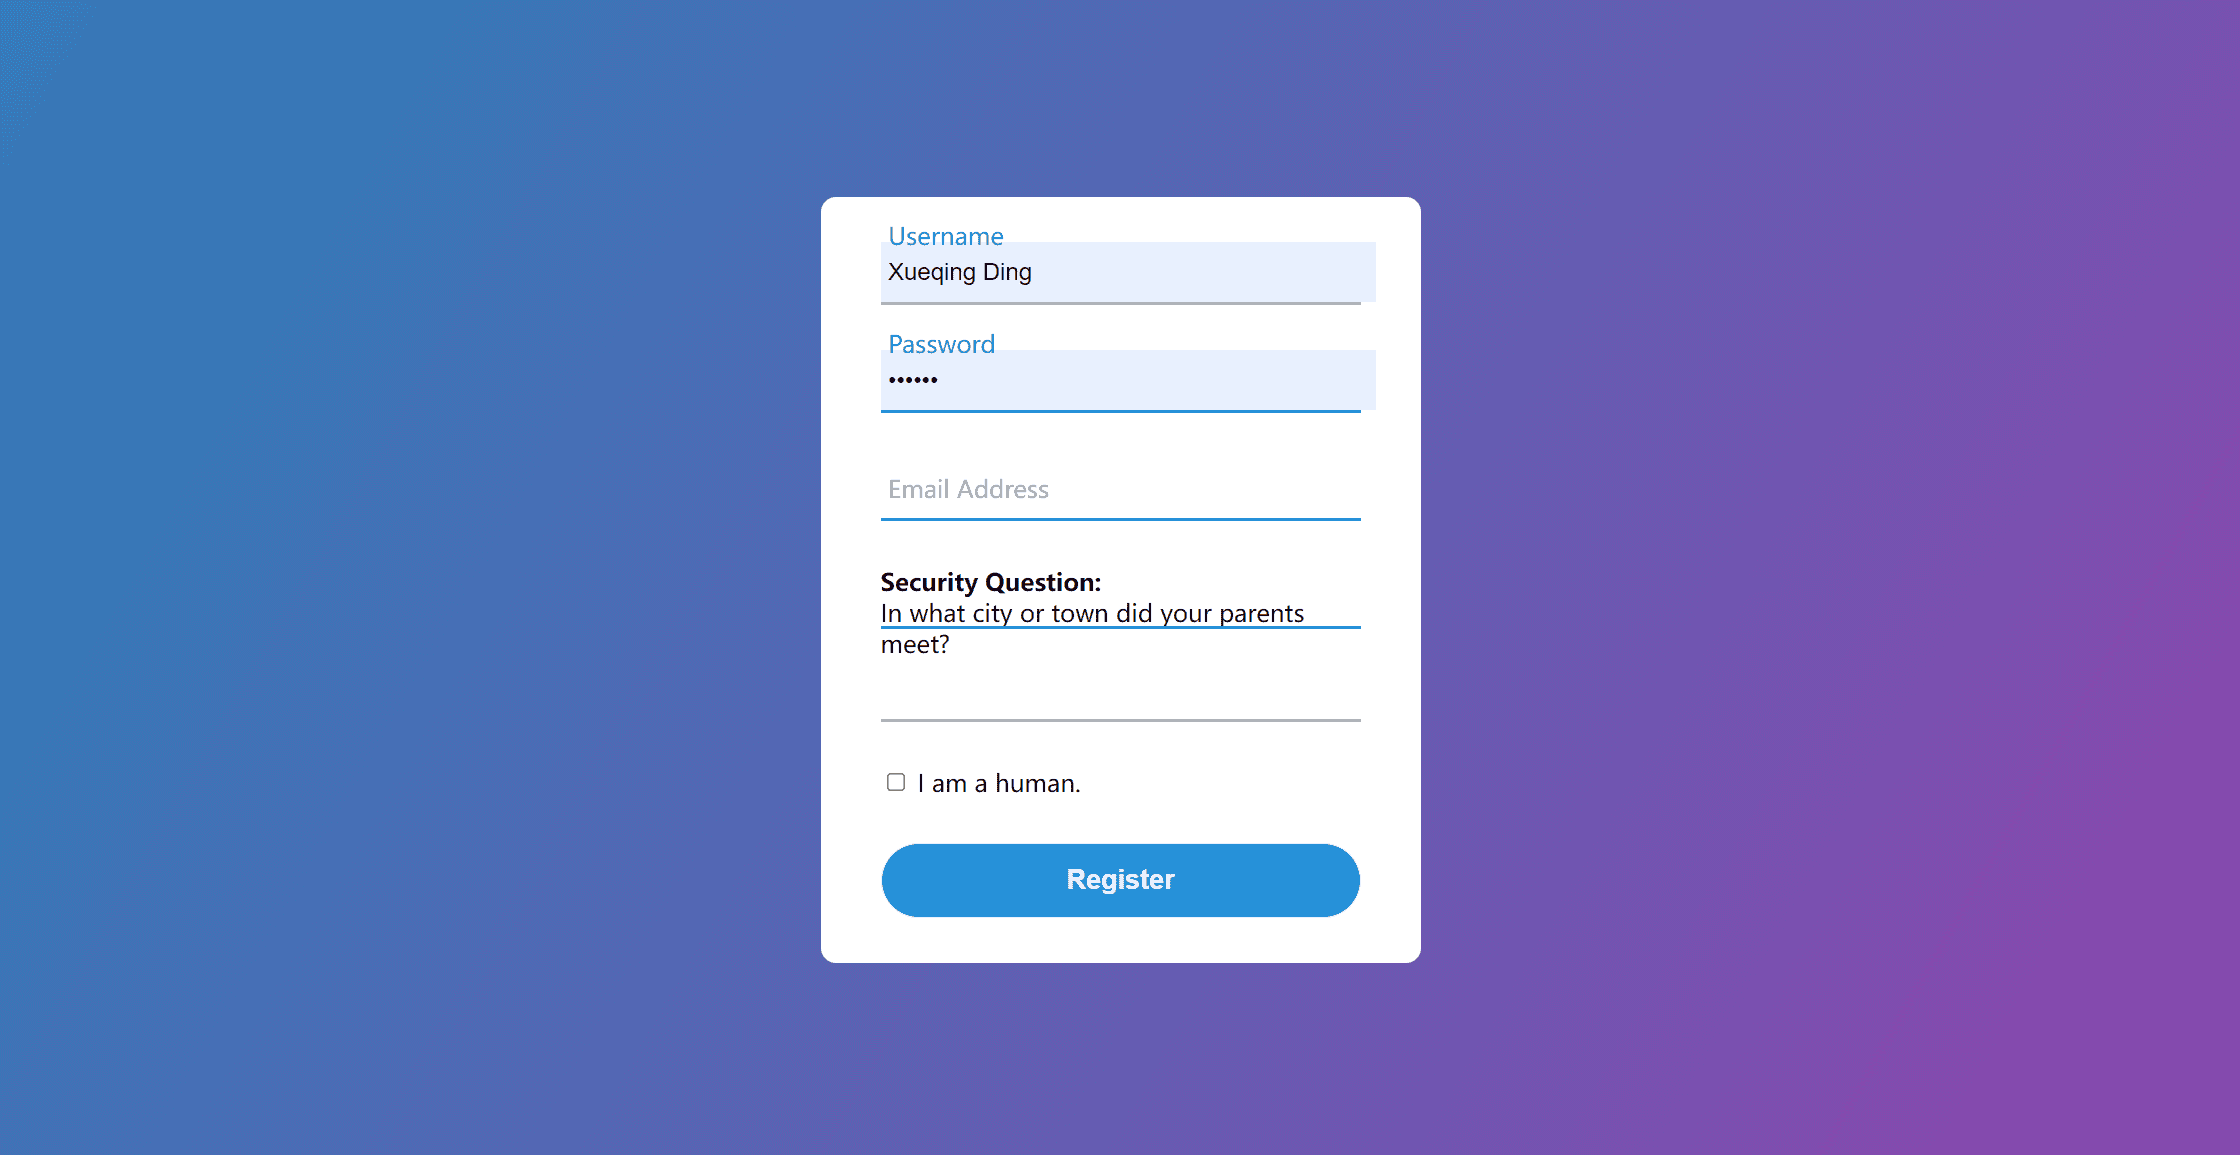 Username
Xueqing Ding
Password
••••••
Email Address
Security Question:
In what city or town did your parents
meet?
I am a human.
Register